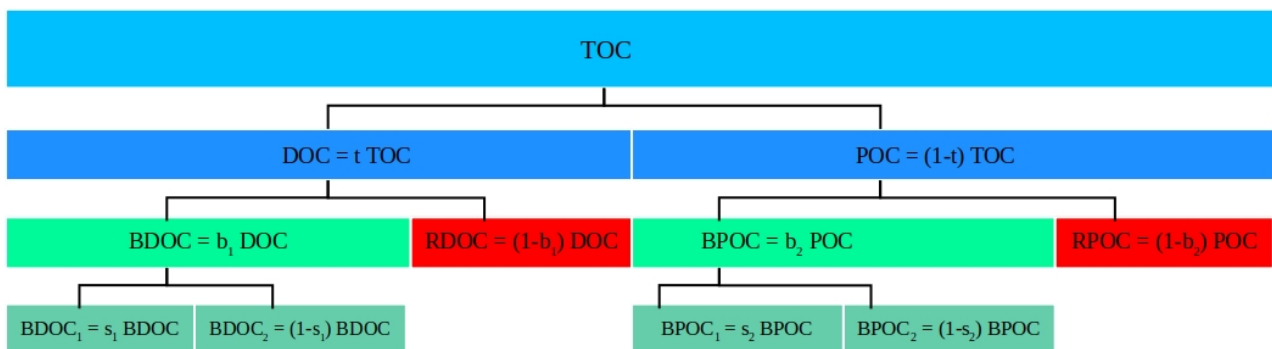 TOC
DOC = t TOC
POC = (1-t) TOC
BDOC = b₁ DOC
RDOC = (1-b₁) DOC
BPOC = b₂ POC
RPOC = (1-b₂) POC
BDOC₁ = s₁ BDOC
BDOC₂ = (1-s₁) BDOC
BPOC₁ = s₂ BPOC
BPOC₂ = (1-s₂) BPOC